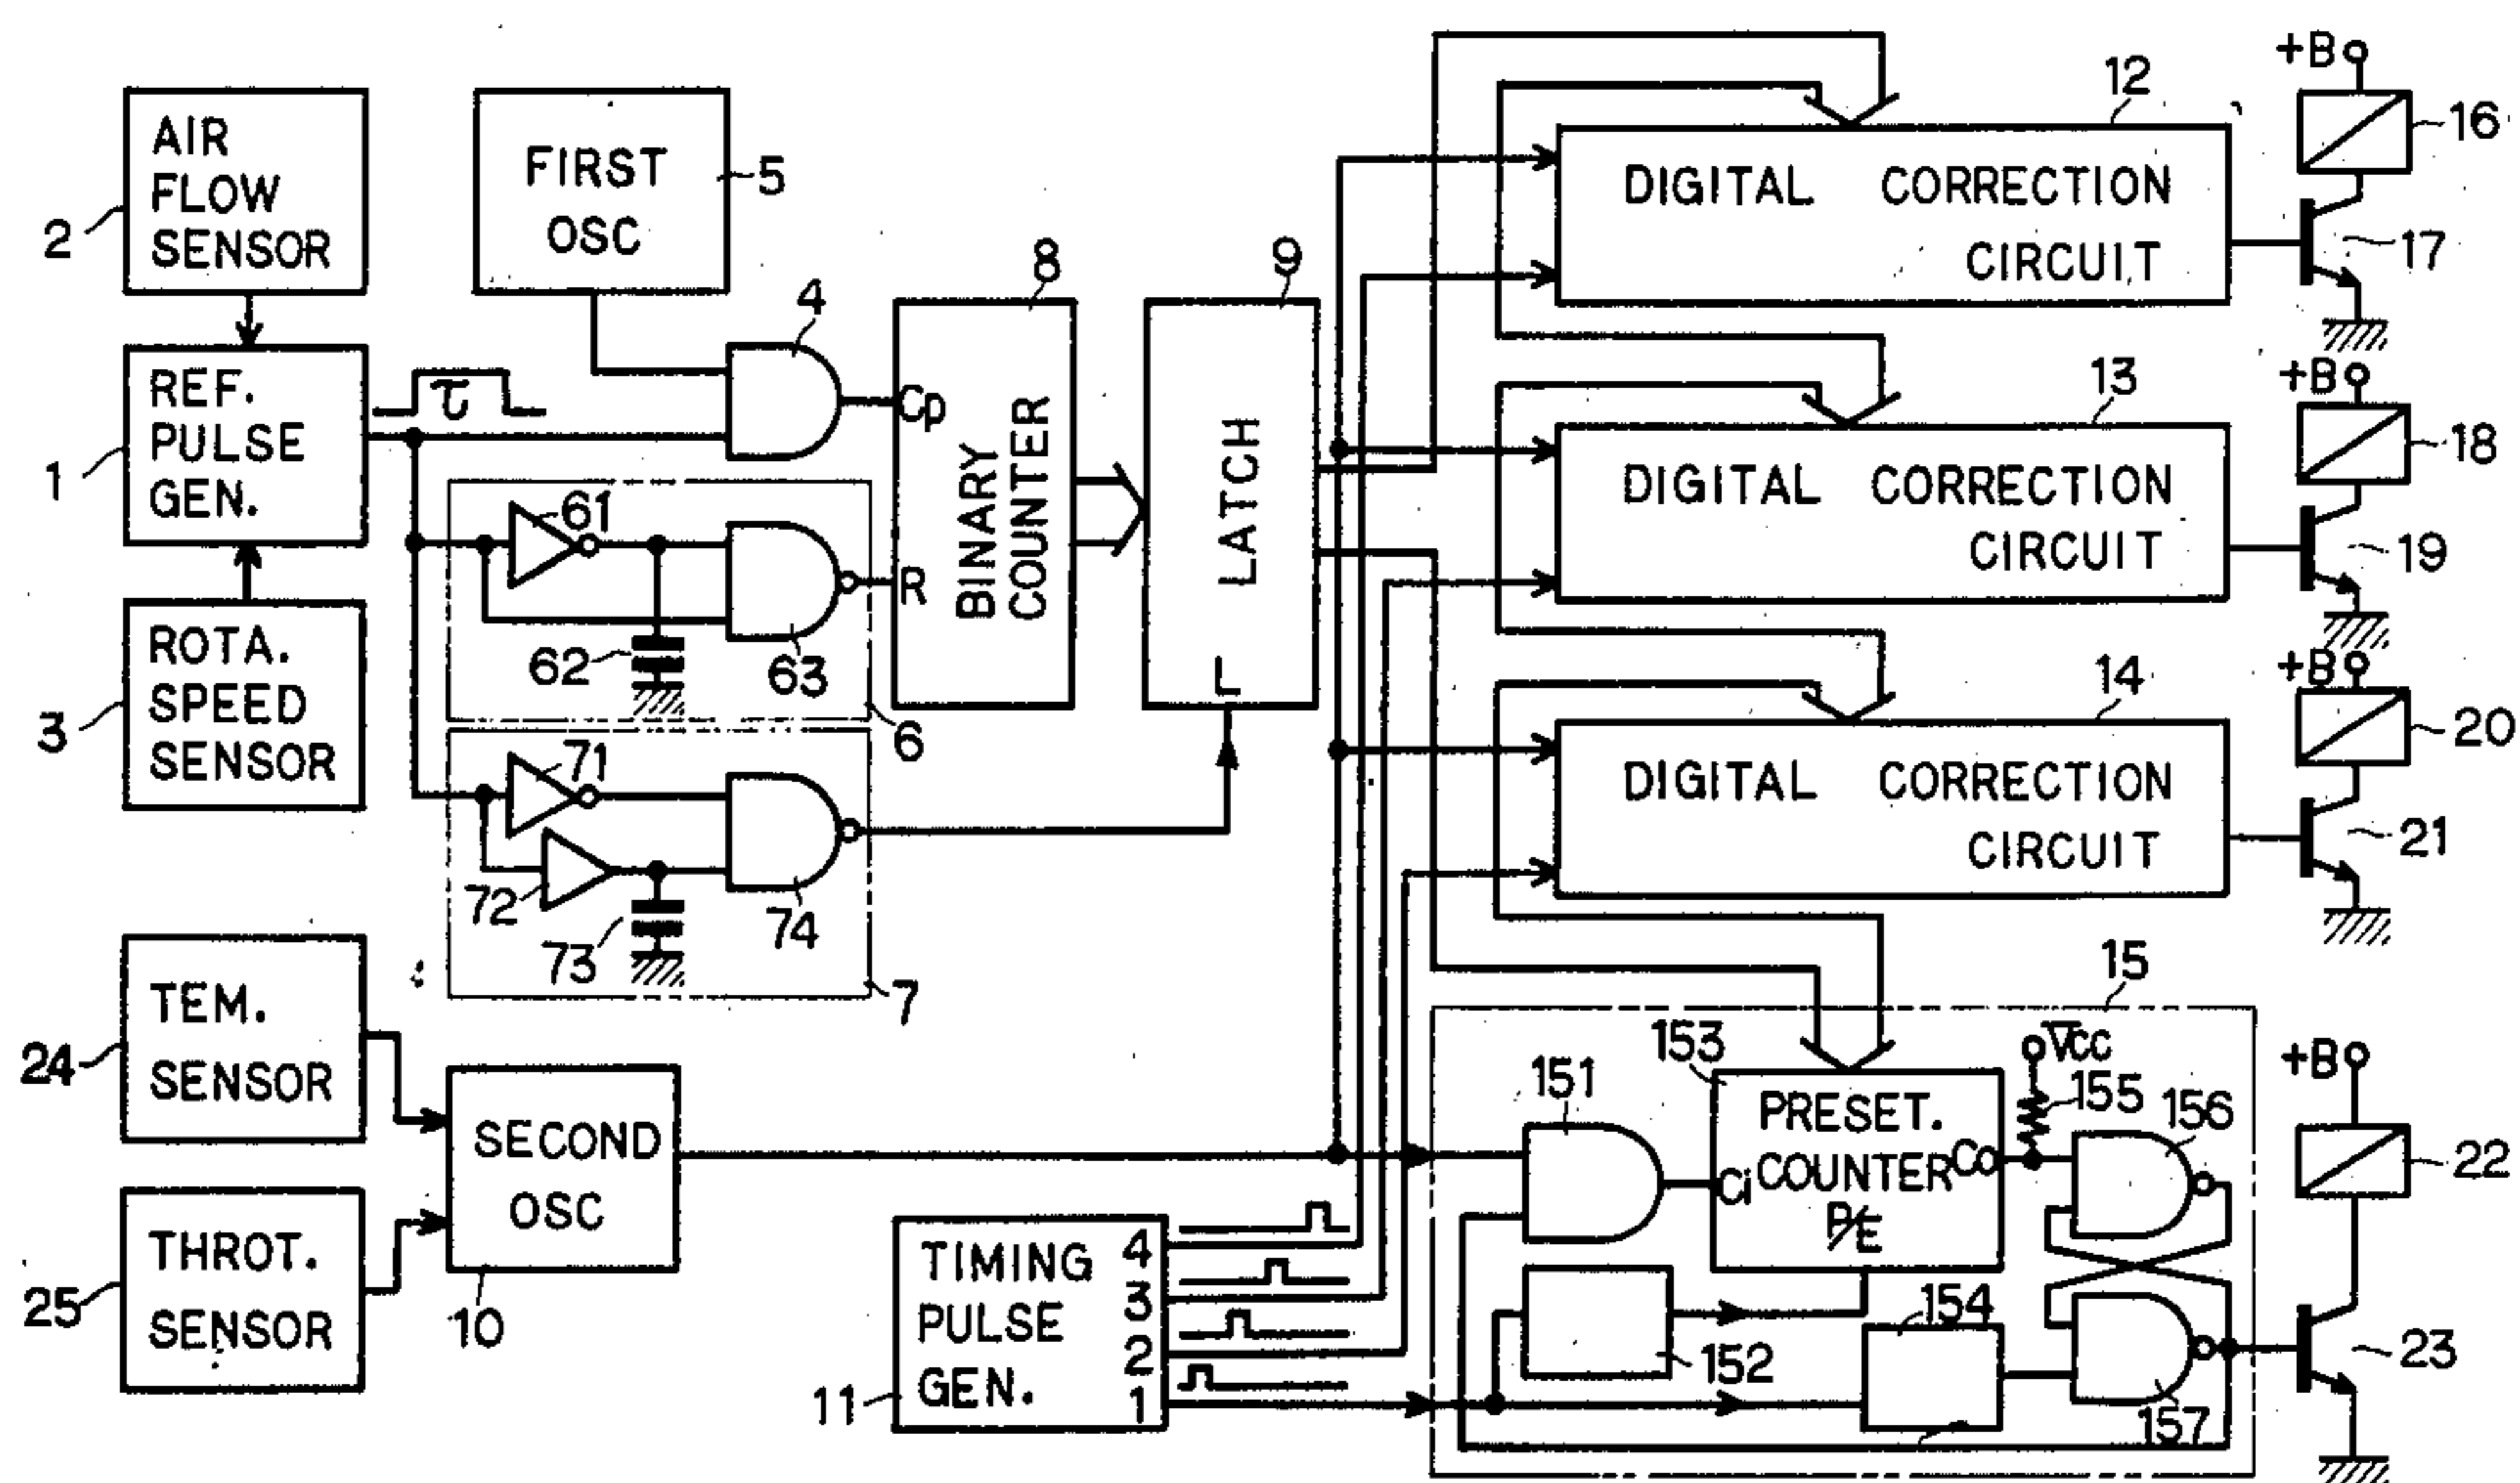 AIR
FLOW
SENSOR
2
FIRST
OSC
5
REF.
PULSE
GEN.
1
τ
4
ROTA.
SPEED
SENSOR
3
61
62
63
6
71
72
73
74
7
Cp
R
BINARY
COUNTER
8
LATCH
L
9
DIGITAL CORRECTION
CIRCUIT
12
+B
16
17
DIGITAL CORRECTION
CIRCUIT
13
+B
18
19
DIGITAL CORRECTION
CIRCUIT
14
+B
20
21
TEM.
SENSOR
24
THROT.
SENSOR
25
SECOND
OSC
10
TIMING
PULSE
GEN.
4
3
2
1
11
15
151
152
153
PRESET.
COUNTER
Ci
Co
P/E
Vcc
155
156
154
157
+B
22
23